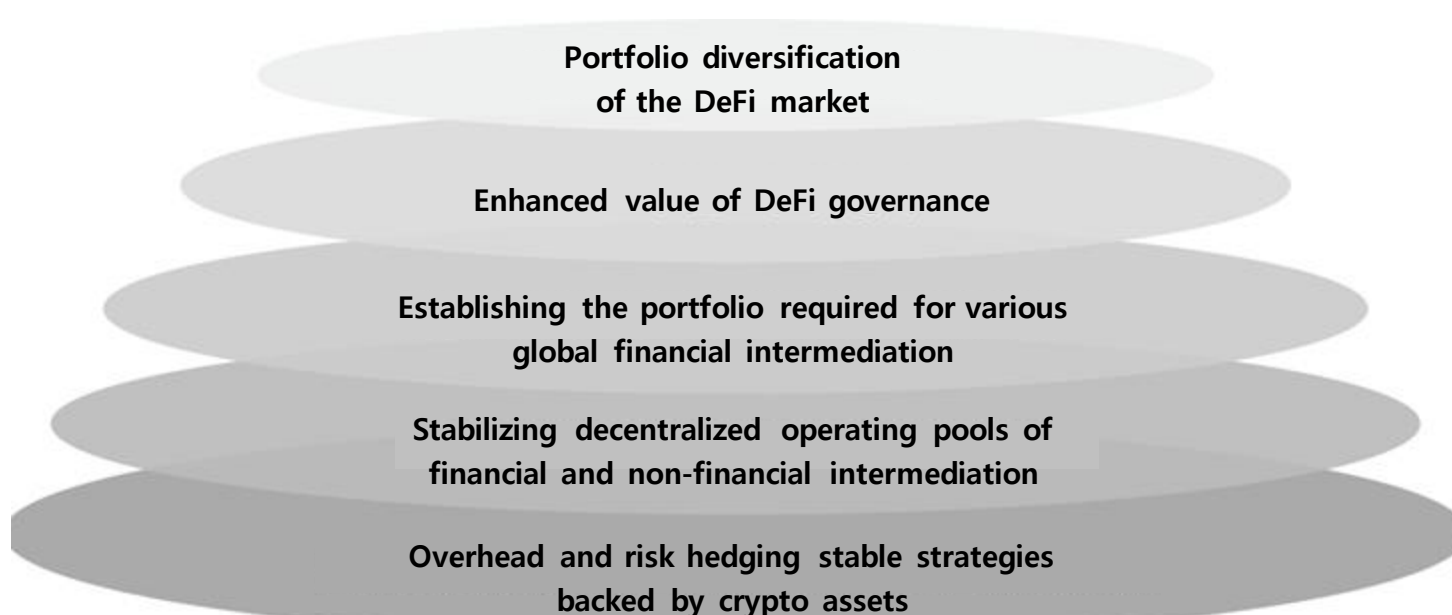 Portfolio diversification
of the DeFi market
Enhanced value of DeFi governance
Establishing the portfolio required for various
global financial intermediation
Stabilizing decentralized operating pools of
financial and non-financial intermediation
Overhead and risk hedging stable strategies
backed by crypto assets